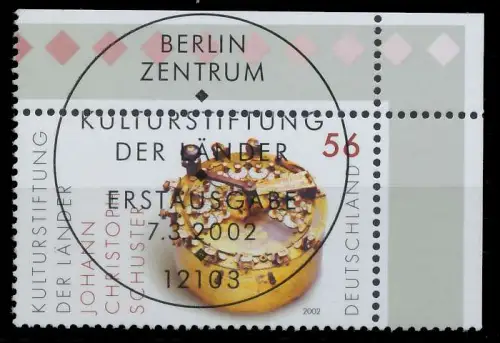 BERLIN
ZENTRUM
KULTURSTIFTUNG
DER LÄNDER
ERSTAUSGABE
7.3.2002
12103
56
DEUTSCHLAND
2002
KULTURSTIFTUNG
DER LÄNDER
JOHANN
CHRISTOPH
SCHUSTER